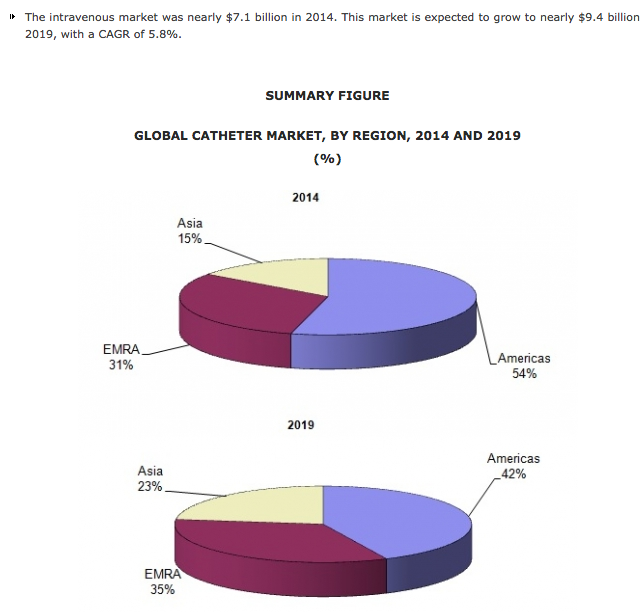 The intravenous market was nearly $7.1 billion in 2014. This market is expected to grow to nearly $9.4 billion
2019, with a CAGR of 5.8%.
SUMMARY FIGURE
GLOBAL CATHETER MARKET, BY REGION, 2014 AND 2019
(%)
2014
Asia
15%
EMRA
31%
Americas
54%
2019
Americas
42%
Asia
23%
EMRA
35%